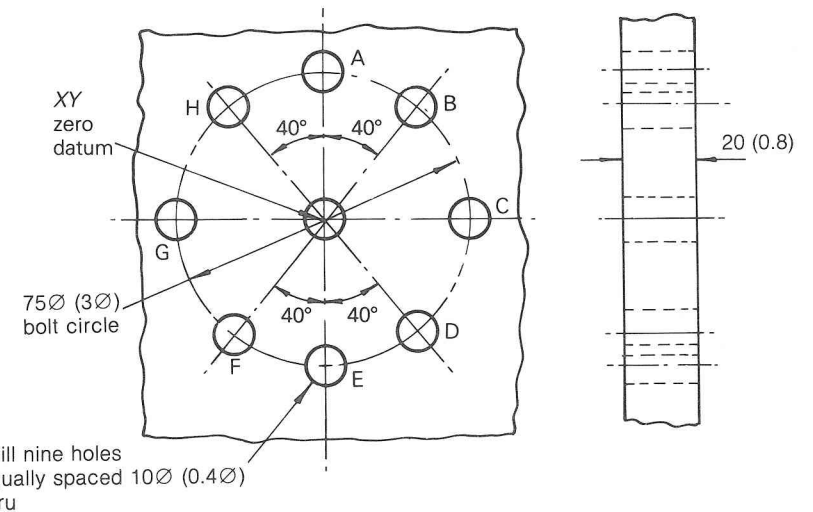 A
H
B
XY
zero
datum
40°
40°
20 (0.8)
C
G
75∅ (3∅)
bolt circle
40°
40°
D
F
E
ill nine holes
ually spaced 10∅ (0.4∅)
ru